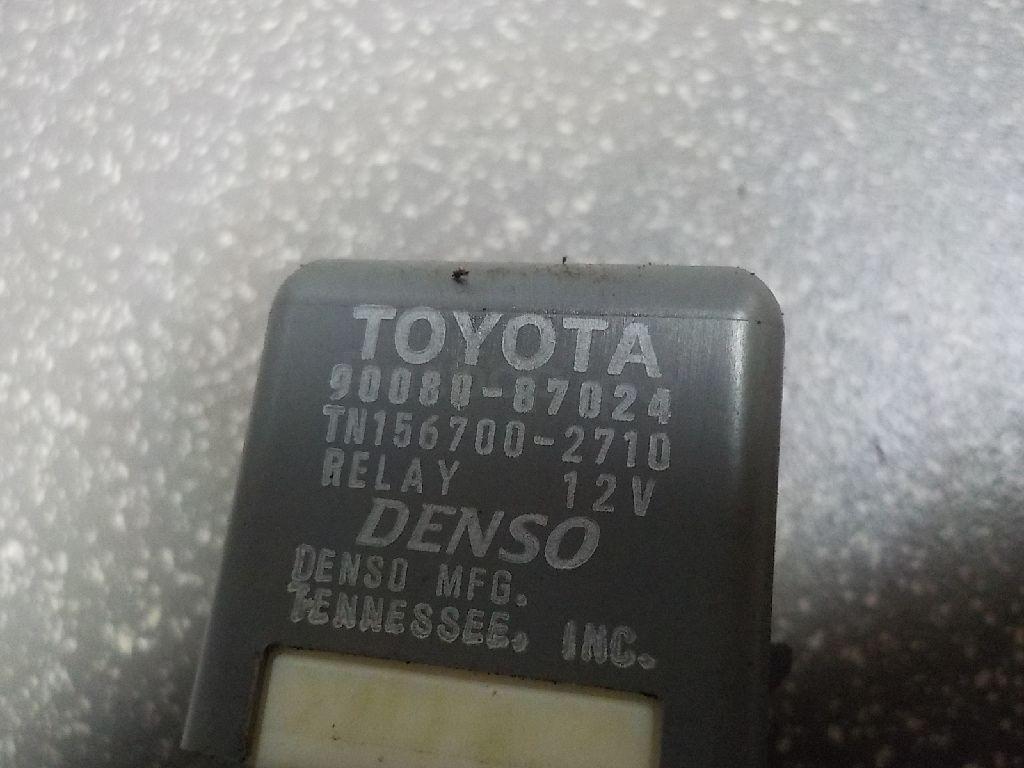 TOYOTA
90080-87024
TN156700-2710
RELAY 12V
DENSO
DENSO MFG.
TENNESSEE, INC.